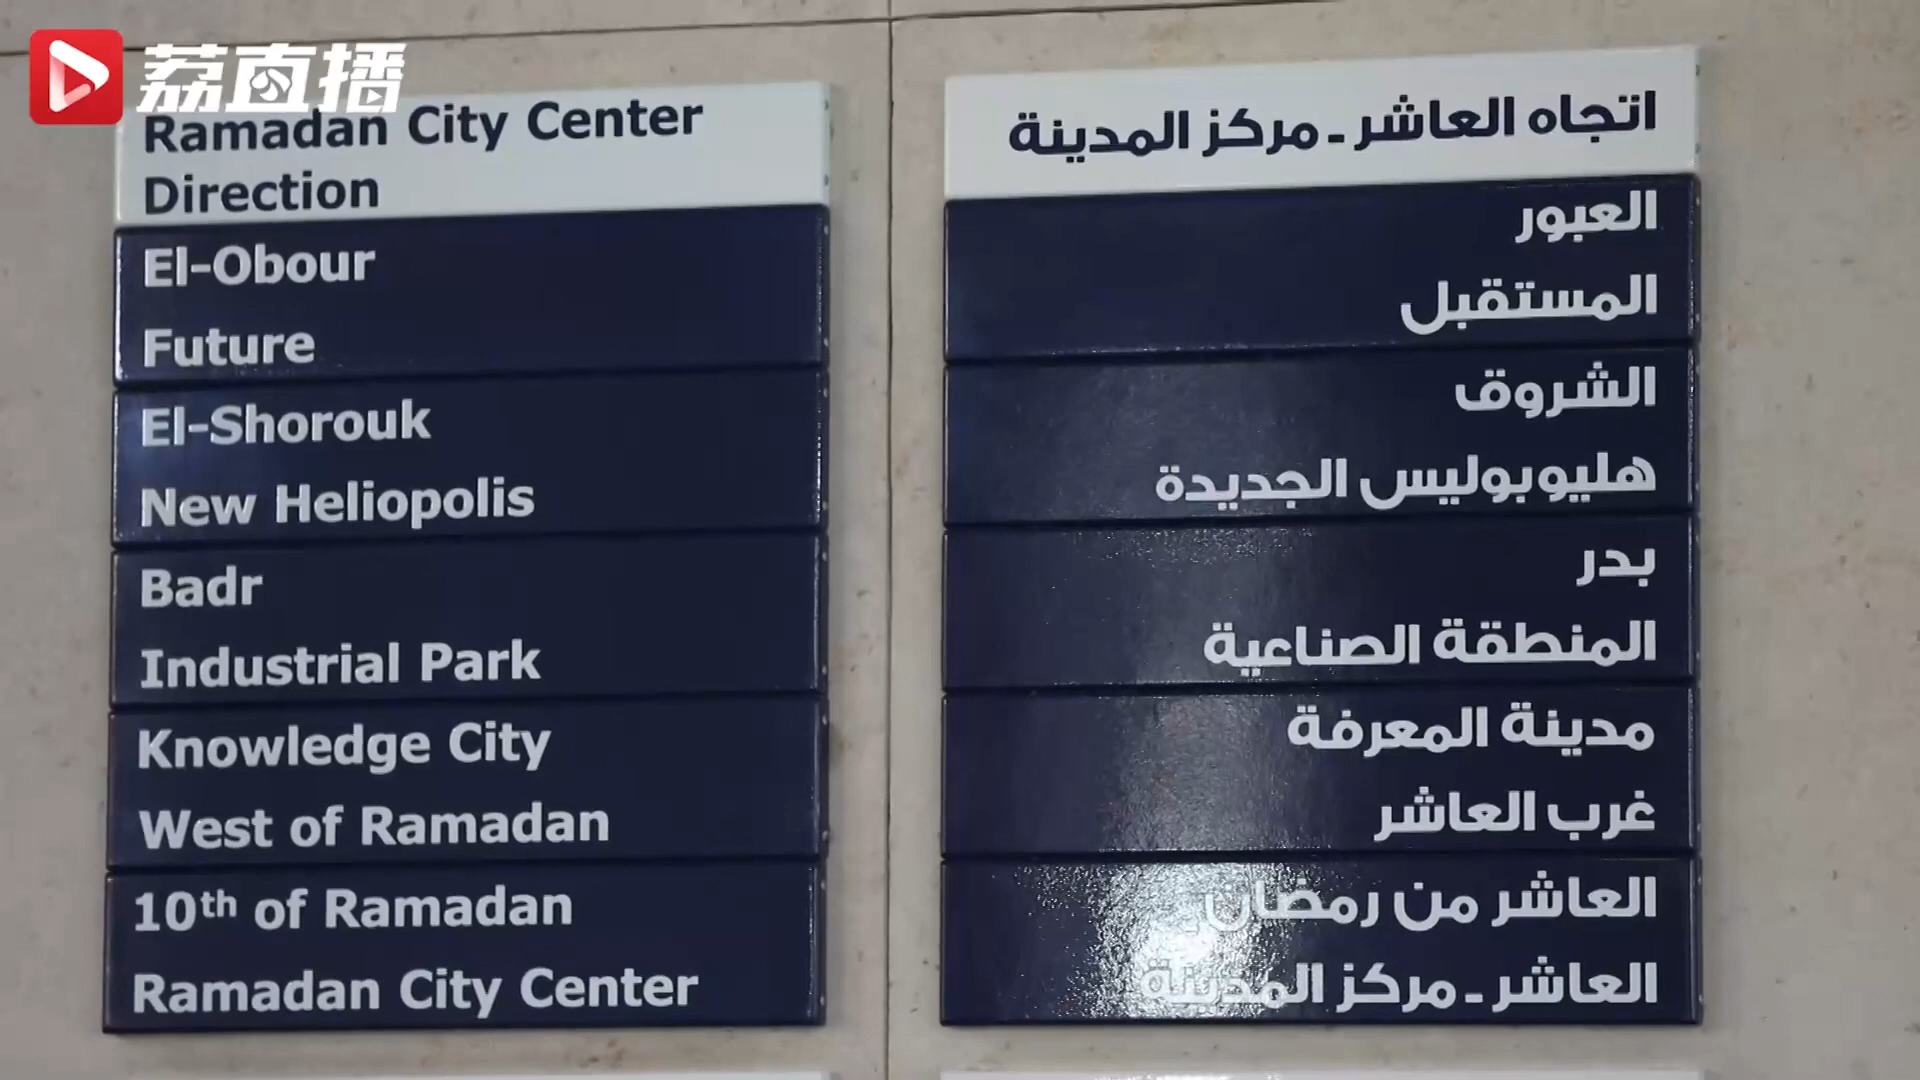 荔直播
Ramadan City Center
Direction
El-Obour
Future
El-Shorouk
New Heliopolis
Badr
Industrial Park
Knowledge City
West of Ramadan
10th of Ramadan
Ramadan City Center
اتجاه العاشر - مركز المدينة
العبور
المستقبل
الشروق
هليوبوليس الجديدة
بدر
المنطقة الصناعية
مدينة المعرفة
غرب العاشر
العاشر من رمضان
العاشر - مركز المدينة